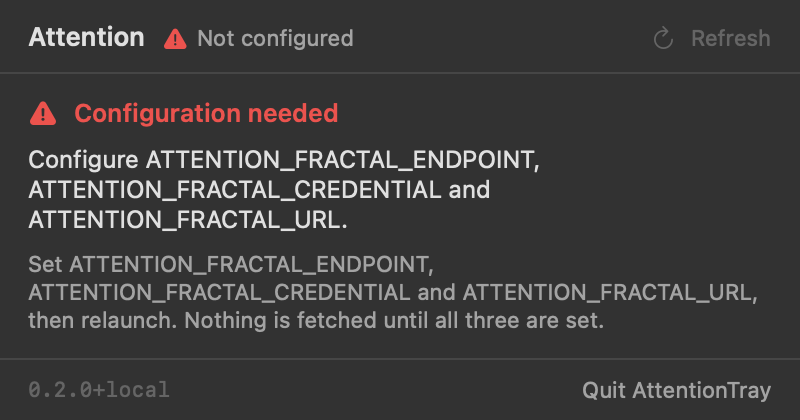 Attention Not configured Refresh
Configuration needed
Configure ATTENTION_FRACTAL_ENDPOINT,
ATTENTION_FRACTAL_CREDENTIAL and
ATTENTION_FRACTAL_URL.
Set ATTENTION_FRACTAL_ENDPOINT,
ATTENTION_FRACTAL_CREDENTIAL and ATTENTION_FRACTAL_URL,
then relaunch. Nothing is fetched until all three are set.
0.2.0+local Quit AttentionTray